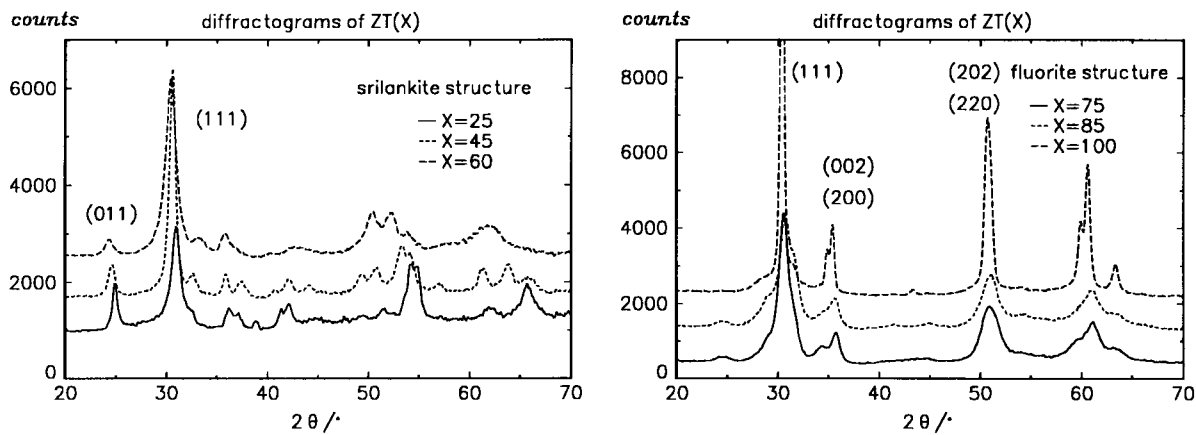 counts
diffractograms of ZT(X)
6000
4000
2000
0
srilankite structure
X=25
X=45
X=60
(111)
(011)
20 30 40 50 60 70
2 θ /°
counts
diffractograms of ZT(X)
8000
6000
4000
2000
0
(111)
(202) fluorite structure
(220)
X=75
X=85
X=100
(002)
(200)
20 30 40 50 60 70
2 θ /°